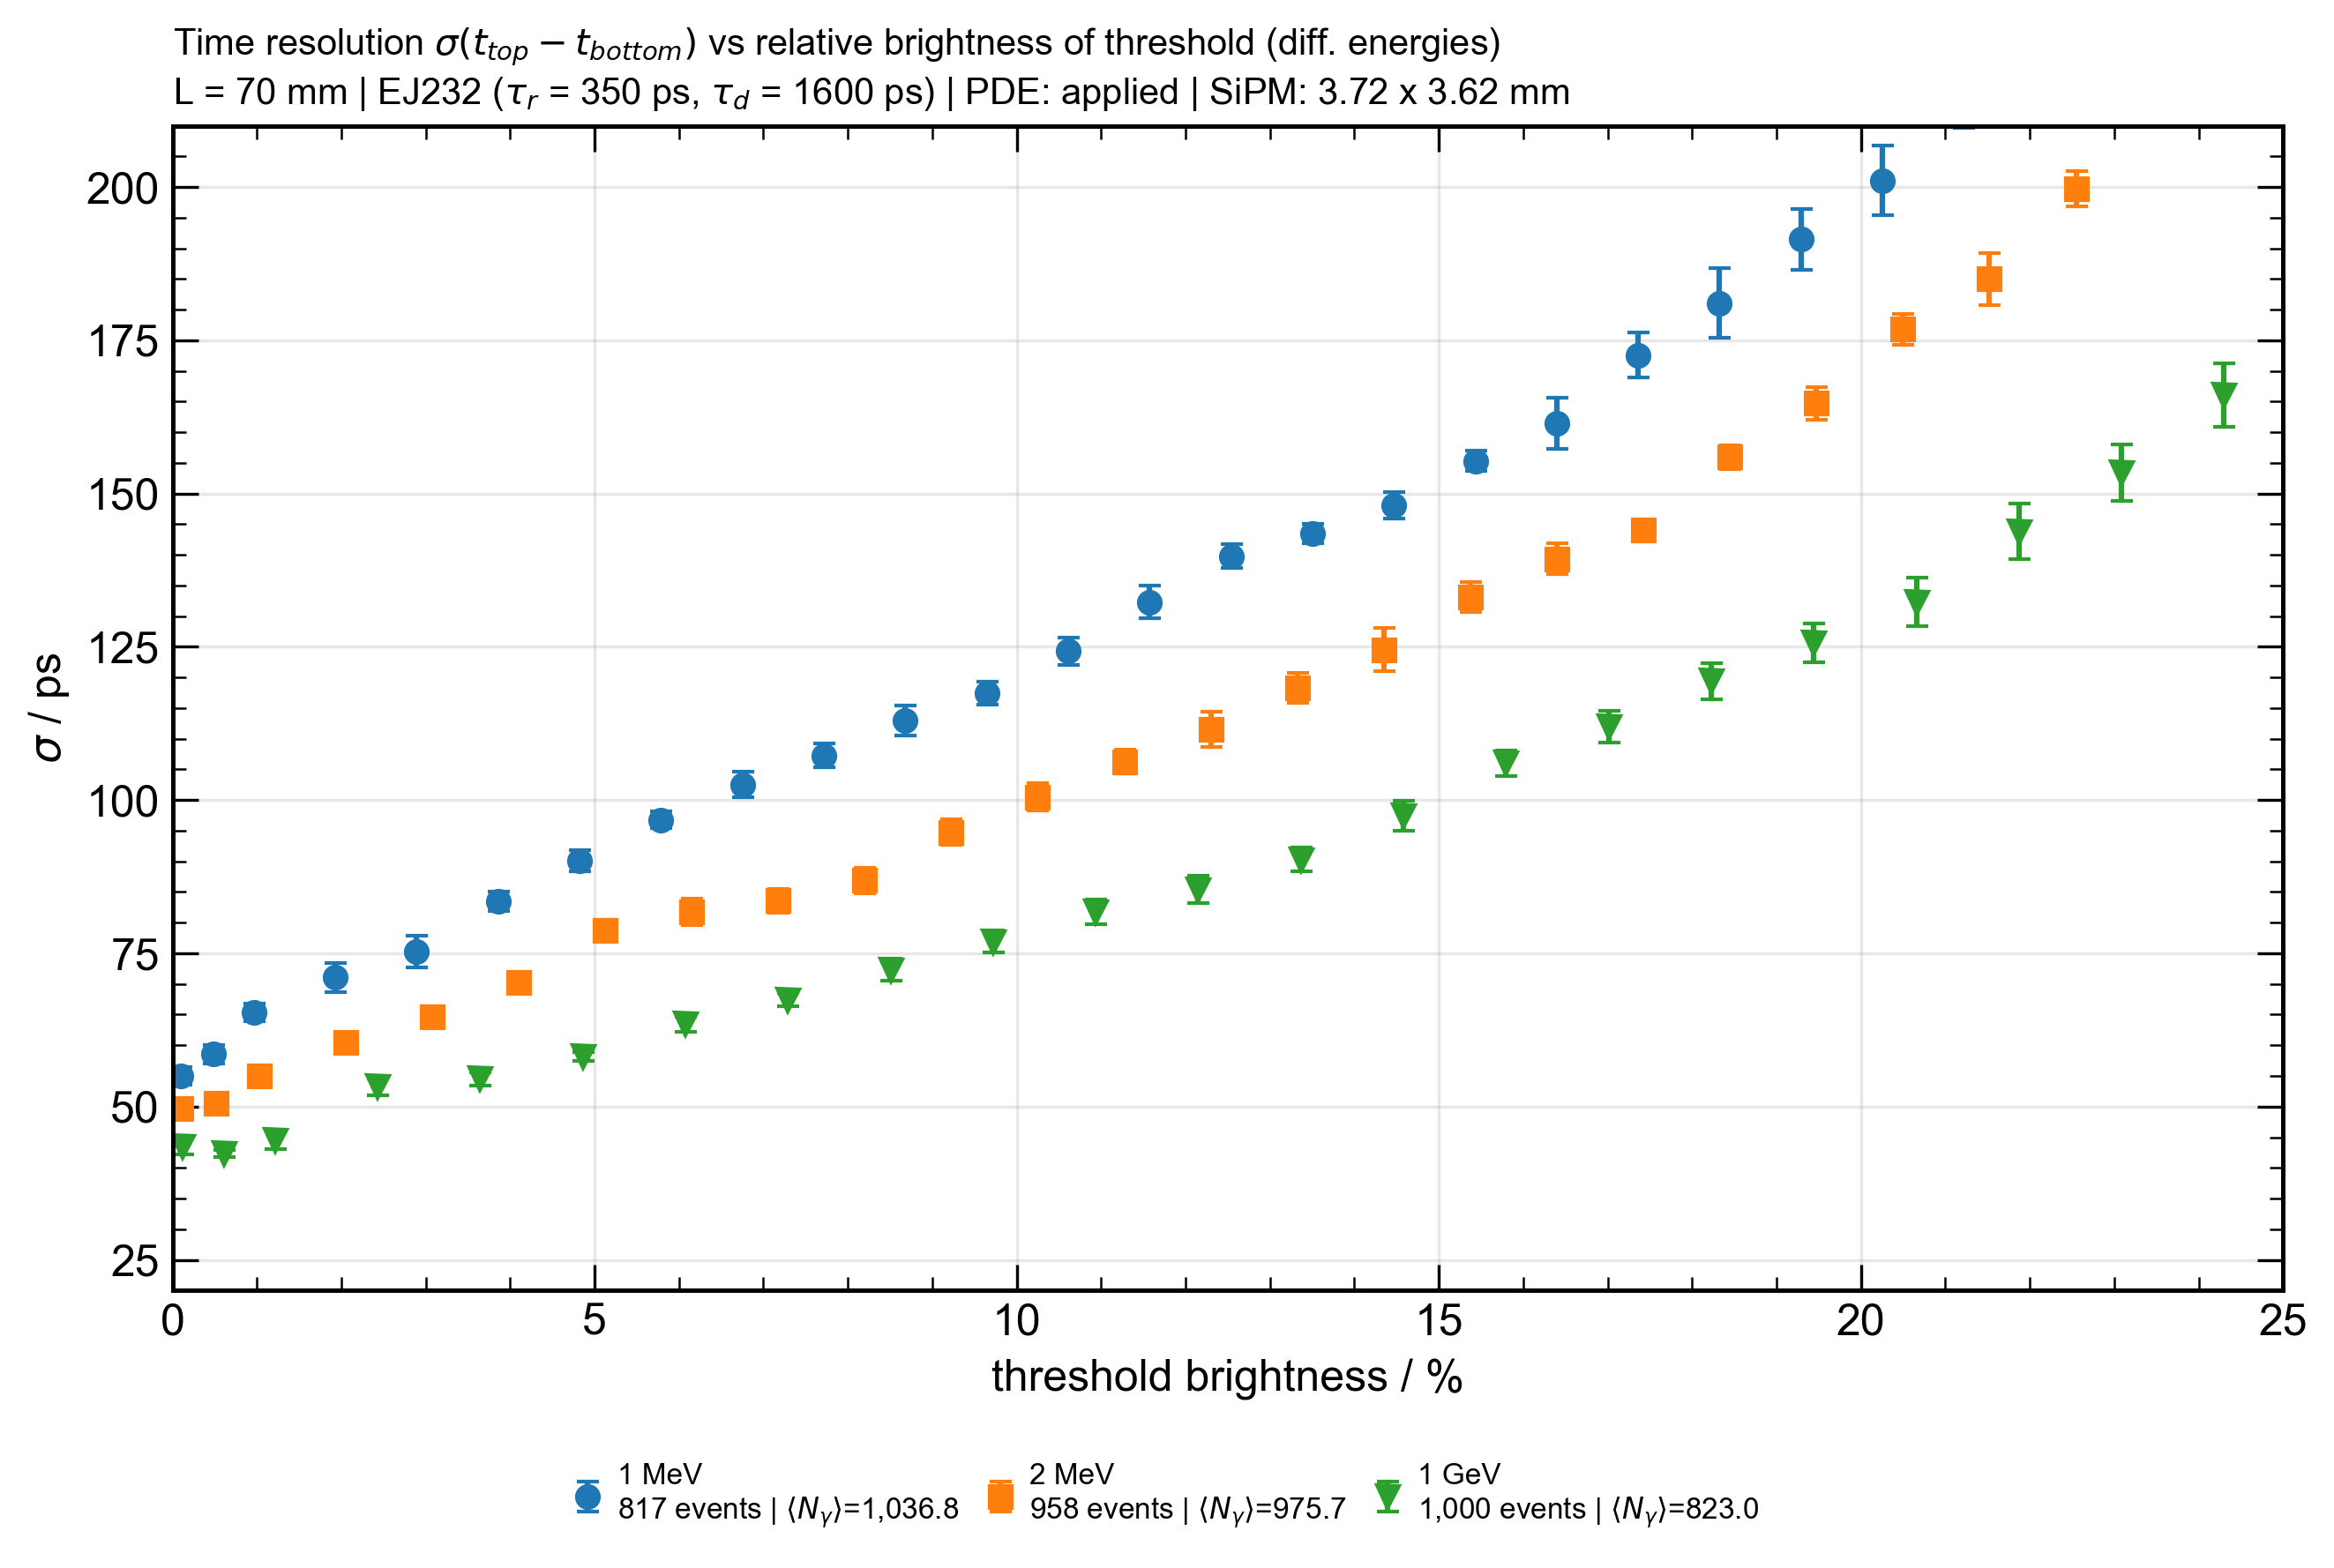 Time resolution σ(t_top − t_bottom) vs relative brightness of threshold (diff. energies)
L = 70 mm | EJ232 (τ_r = 350 ps, τ_d = 1600 ps) | PDE: applied | SiPM: 3.72 x 3.62 mm
200
175
150
125
100
75
50
25
σ / ps
0 5 10 15 20 25
threshold brightness / %
1 MeV
817 events | ⟨N_γ⟩=1,036.8
2 MeV
958 events | ⟨N_γ⟩=975.7
1 GeV
1,000 events | ⟨N_γ⟩=823.0